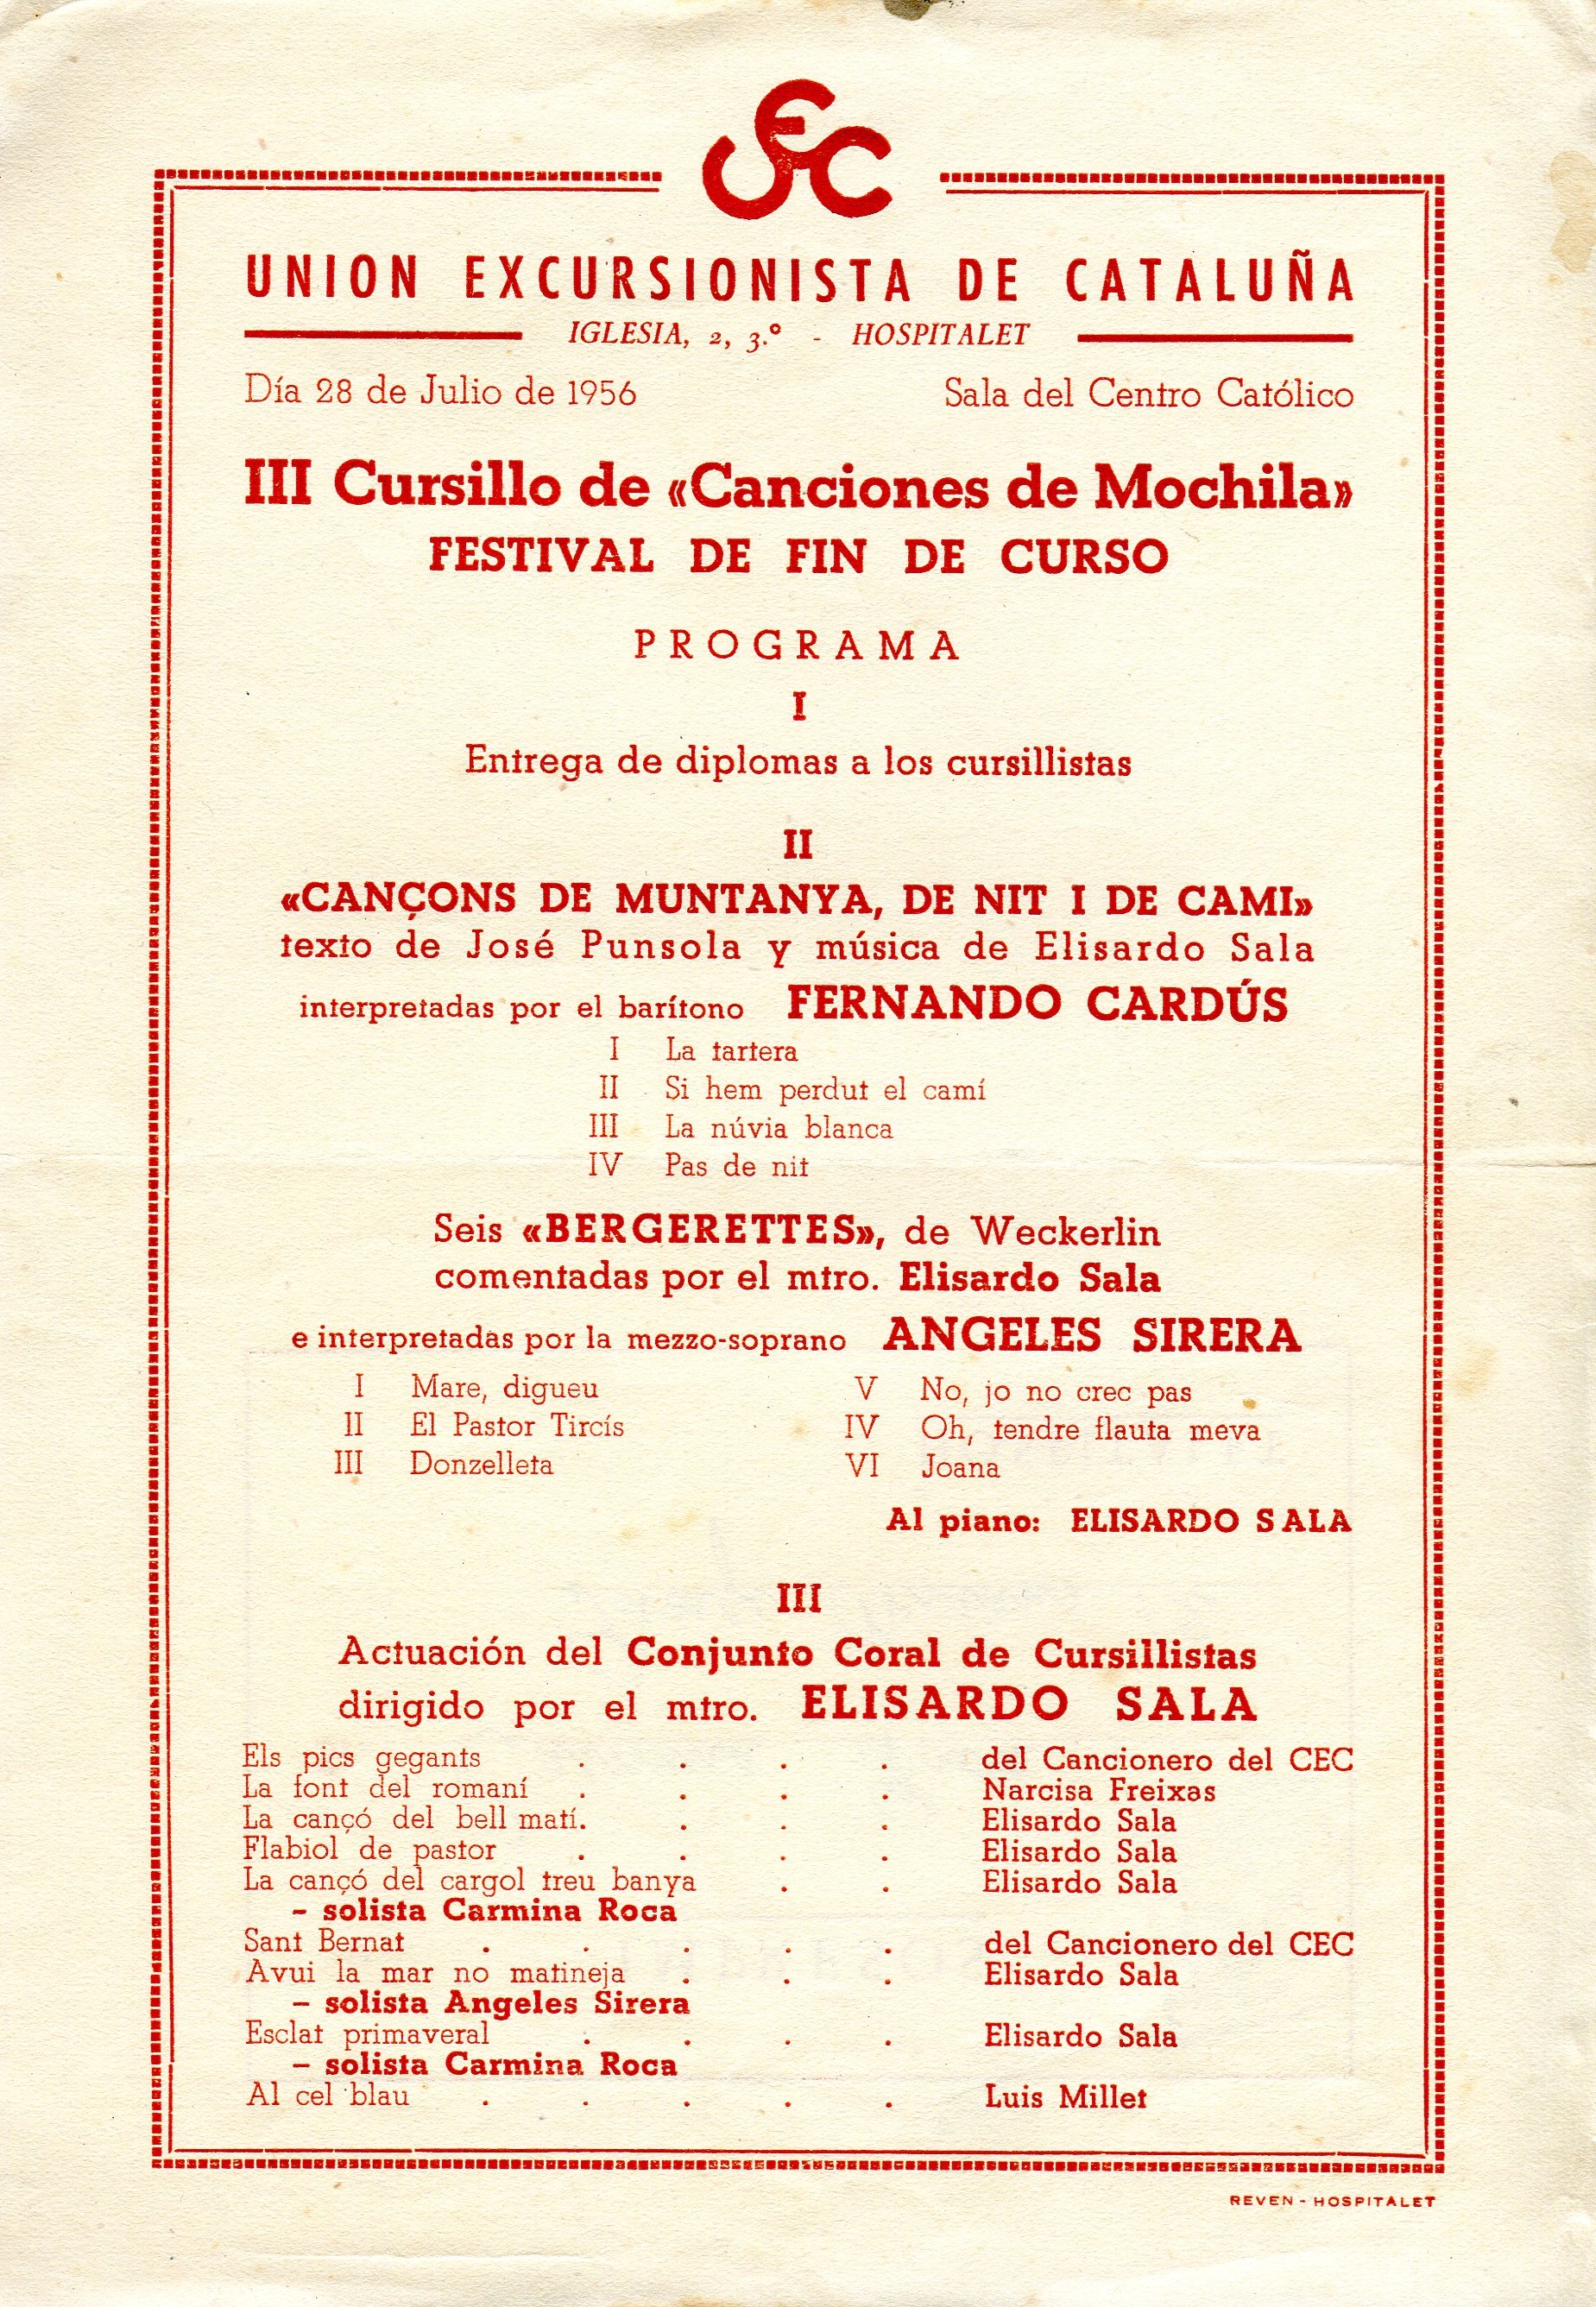 UEC
UNION EXCURSIONISTA DE CATALUÑA
IGLESIA, 2, 3.º - HOSPITALET
Día 28 de Julio de 1956 Sala del Centro Católico
III Cursillo de «Canciones de Mochila»
FESTIVAL DE FIN DE CURSO
PROGRAMA
I
Entrega de diplomas a los cursillistas
II
«CANÇONS DE MUNTANYA, DE NIT I DE CAMI»
texto de José Punsola y música de Elisardo Sala
interpretadas por el barítono FERNANDO CARDÚS
I La tartera
II Si hem perdut el camí
III La núvia blanca
IV Pas de nit
Seis «BERGERETTES», de Weckerlin
comentadas por el mtro. Elisardo Sala
e interpretadas por la mezzo-soprano ANGELES SIRERA
I Mare, digueu V No, jo no crec pas
II El Pastor Tircís IV Oh, tendre flauta meva
III Donzelleta VI Joana
Al piano: ELISARDO SALA
III
Actuación del Conjunto Coral de Cursillistas
dirigido por el mtro. ELISARDO SALA
Els pics gegants . . . . del Cancionero del CEC
La font del romaní . . . . Narcisa Freixas
La cançó del bell matí. . . . Elisardo Sala
Flabiol de pastor . . . . Elisardo Sala
La cançó del cargol treu banya . . Elisardo Sala
– solista Carmina Roca
Sant Bernat . . . . . del Cancionero del CEC
Avui la mar no matineja . . . Elisardo Sala
– solista Angeles Sirera
Esclat primaveral . . . . Elisardo Sala
– solista Carmina Roca
Al cel blau . . . . . Luis Millet
REVEN - HOSPITALET